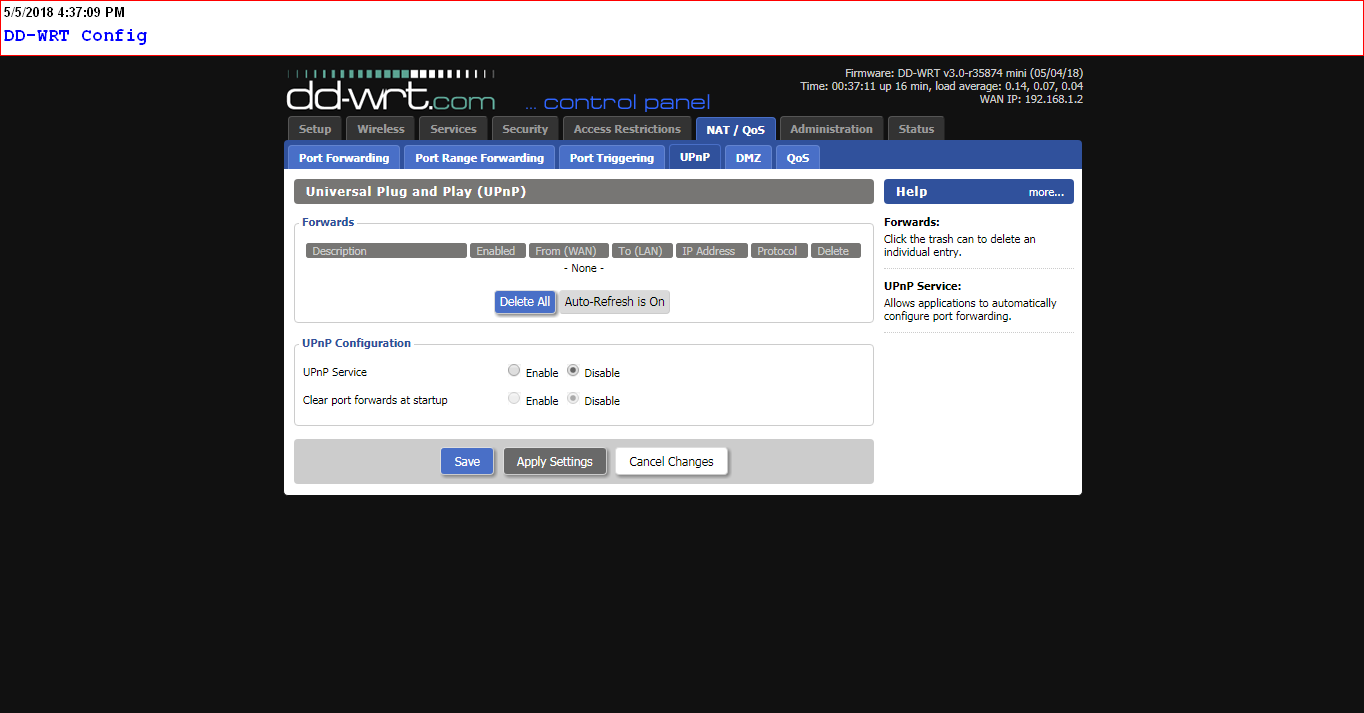 5/5/2018 4:37:09 PM
DD-WRT Config
dd-wrt.com ... control panel
Firmware: DD-WRT v3.0-r35874 mini (05/04/18)
Time: 00:37:11 up 16 min, load average: 0.14, 0.07, 0.04
WAN IP: 192.168.1.2
Setup Wireless Services Security Access Restrictions NAT / QoS Administration Status
Port Forwarding Port Range Forwarding Port Triggering UPnP DMZ QoS
Universal Plug and Play (UPnP)
Forwards
Description Enabled From (WAN) To (LAN) IP Address Protocol Delete
- None -
Delete All Auto-Refresh is On
UPnP Configuration
UPnP Service Enable Disable
Clear port forwards at startup Enable Disable
Save Apply Settings Cancel Changes
Help more...
Forwards:
Click the trash can to delete an
individual entry.
UPnP Service:
Allows applications to automatically
configure port forwarding.